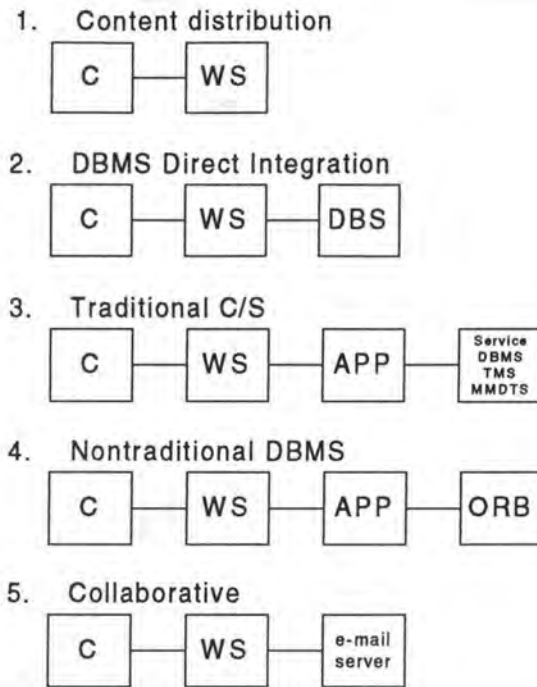 1. Content distribution
C WS
2. DBMS Direct Integration
C WS DBS
3. Traditional C/S
C WS APP Service
DBMS
TMS
MMDTS
4. Nontraditional DBMS
C WS APP ORB
5. Collaborative
C WS e-mail
server